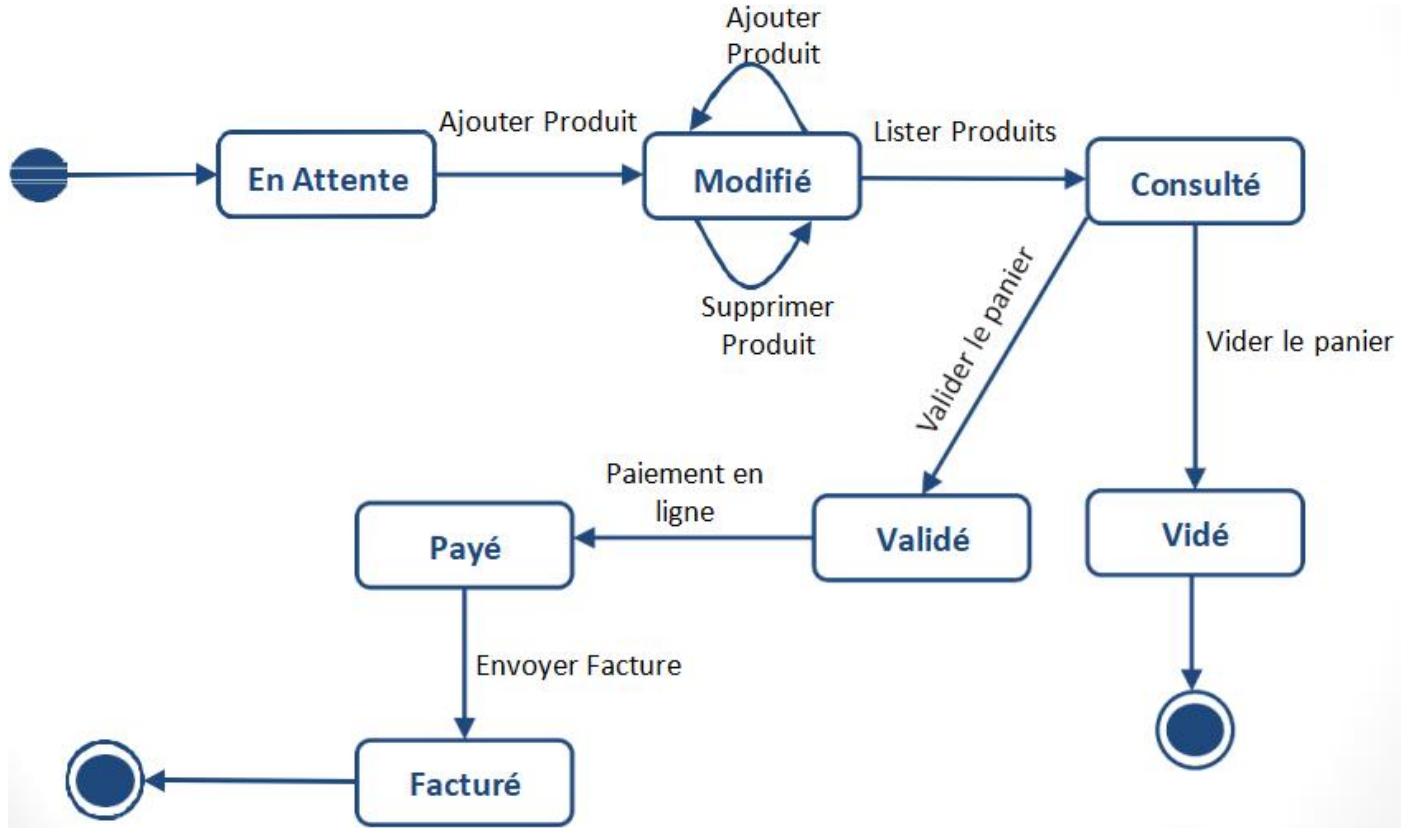 Ajouter
Produit
Ajouter Produit
Lister Produits
En Attente
Modifié
Consulté
Supprimer
Produit
Valider le panier
Vider le panier
Paiement en
ligne
Payé
Validé
Vidé
Envoyer Facture
Facturé